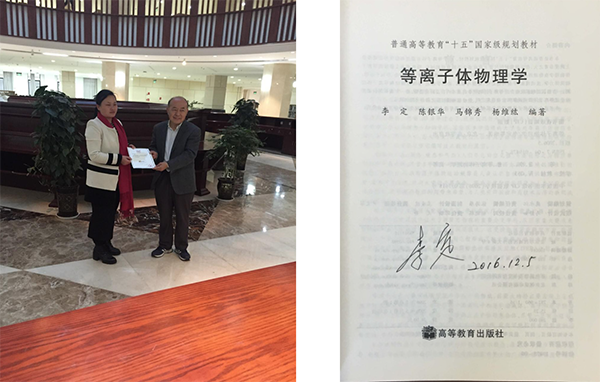 普通高等教育"十五"国家级规划教材
等离子体物理学
李 定 陈银华 马锦秀 杨维纮 编著
李定 2016.12.5
高等教育出版社